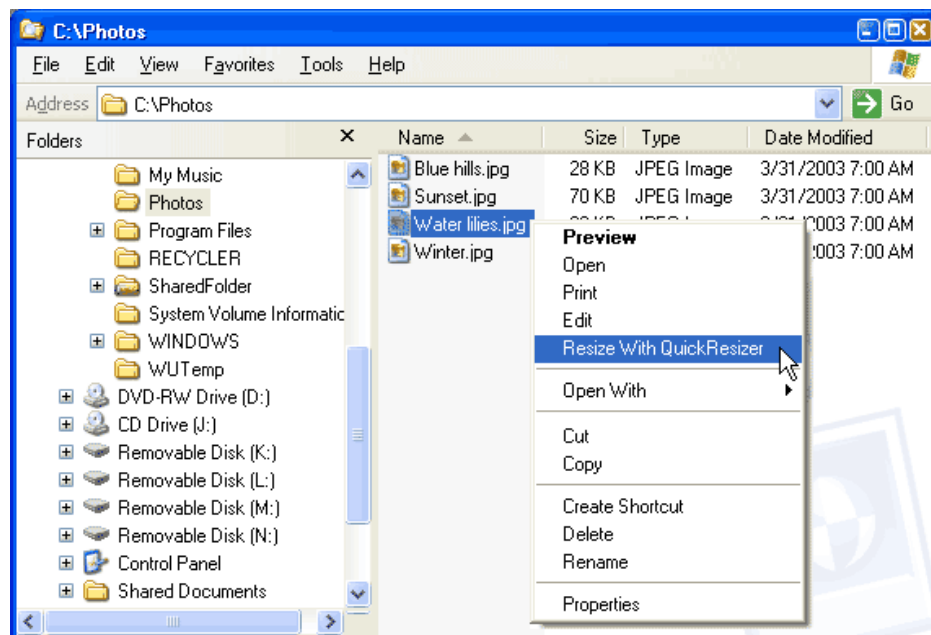 C:\Photos
File Edit View Favorites Tools Help
Address C:\Photos Go
Folders
My Music
Photos
Program Files
RECYCLER
SharedFolder
System Volume Informatic
WINDOWS
WUTemp
DVD-RW Drive (D:)
CD Drive (J:)
Removable Disk (K:)
Removable Disk (L:)
Removable Disk (M:)
Removable Disk (N:)
Control Panel
Shared Documents
Name Size Type Date Modified
Blue hills.jpg 28 KB JPEG Image 3/31/2003 7:00 AM
Sunset.jpg 70 KB JPEG Image 3/31/2003 7:00 AM
Water lilies.jpg 2003 7:00 AM
Winter.jpg 2003 7:00 AM
Preview
Open
Print
Edit
Resize With QuickResizer
Open With
Cut
Copy
Create Shortcut
Delete
Rename
Properties